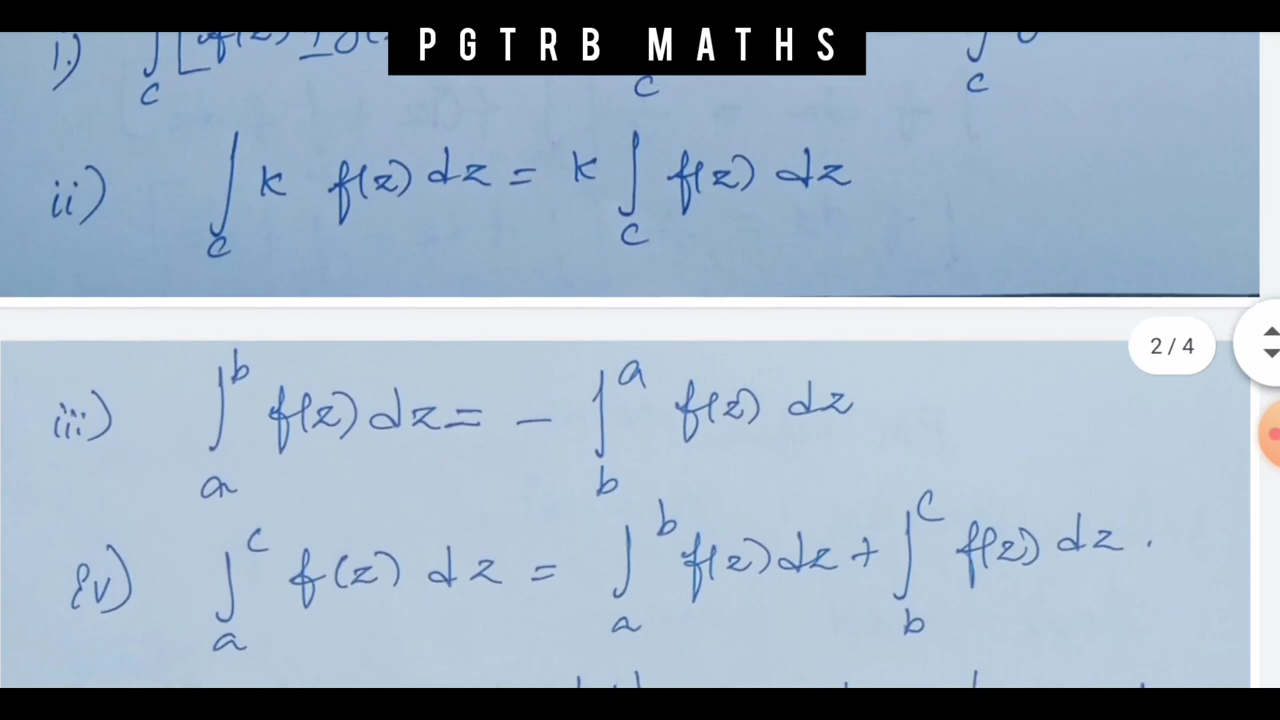 PGTRB MATHS
i.) ∫_C [f(z) ± g(
ii) ∫_C K f(z) dz = K ∫_C f(z) dz
2 / 4
iii) ∫_a^b f(z) dz = - ∫_b^a f(z) dz
iv) ∫_a^c f(z) dz = ∫_a^b f(z) dz + ∫_b^c f(z) dz.